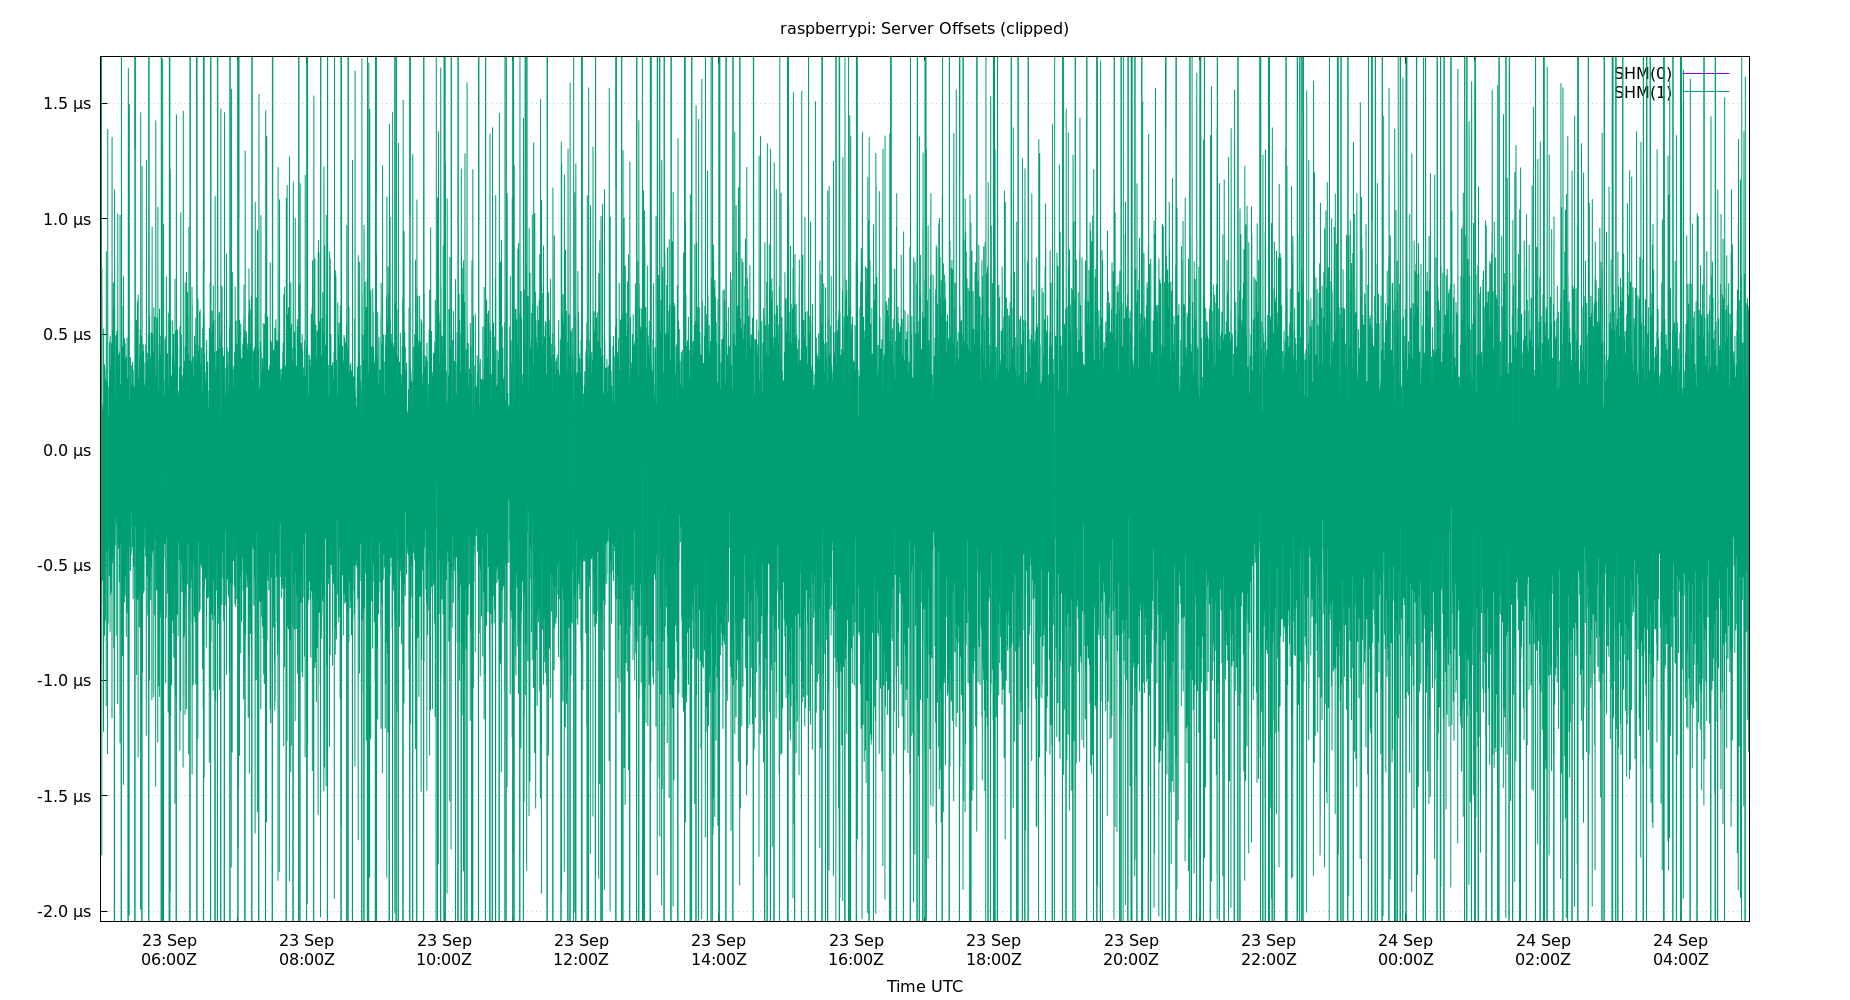 raspberrypi: Server Offsets (clipped)
SHM(0)
SHM(1)
1.5 µs
1.0 µs
0.5 µs
0.0 µs
-0.5 µs
-1.0 µs
-1.5 µs
-2.0 µs
23 Sep 23 Sep 23 Sep 23 Sep 23 Sep 23 Sep 23 Sep 23 Sep 23 Sep 24 Sep 24 Sep 24 Sep
06:00Z 08:00Z 10:00Z 12:00Z 14:00Z 16:00Z 18:00Z 20:00Z 22:00Z 00:00Z 02:00Z 04:00Z
Time UTC